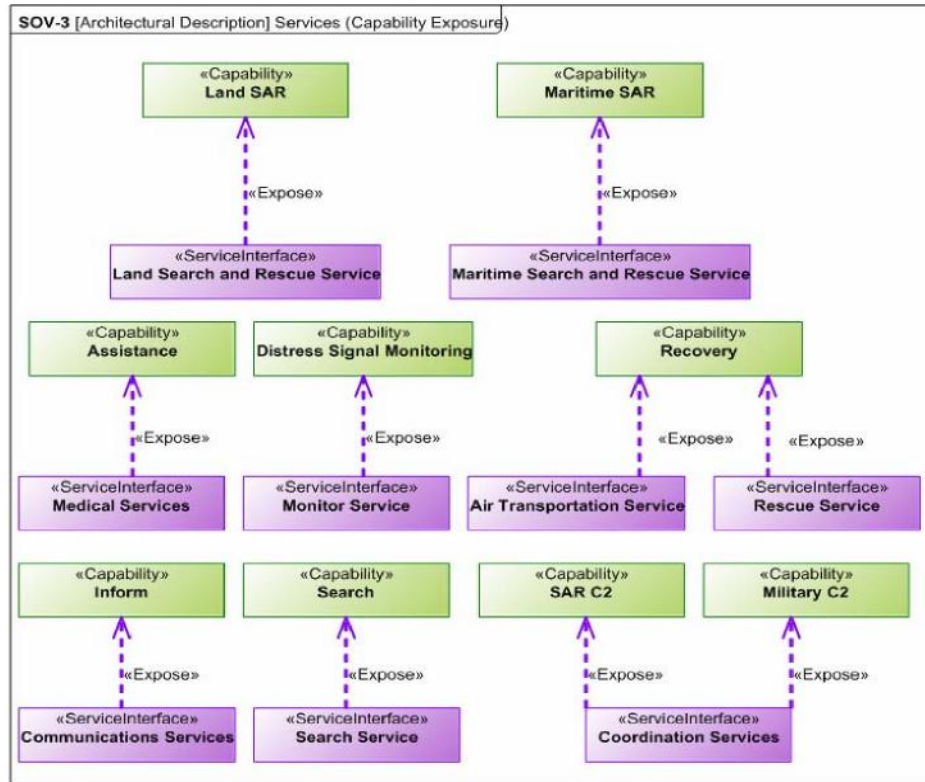 SOV-3 [Architectural Description] Services (Capability Exposure)
«Capability»
Land SAR
«Capability»
Maritime SAR
«Expose»
«Expose»
«ServiceInterface»
Land Search and Rescue Service
«ServiceInterface»
Maritime Search and Rescue Service
«Capability»
Assistance
«Capability»
Distress Signal Monitoring
«Capability»
Recovery
«Expose»
«Expose»
«Expose»
«Expose»
«ServiceInterface»
Medical Services
«ServiceInterface»
Monitor Service
«ServiceInterface»
Air Transportation Service
«ServiceInterface»
Rescue Service
«Capability»
Inform
«Capability»
Search
«Capability»
SAR C2
«Capability»
Military C2
«Expose»
«Expose»
«Expose»
«Expose»
«ServiceInterface»
Communications Services
«ServiceInterface»
Search Service
«ServiceInterface»
Coordination Services